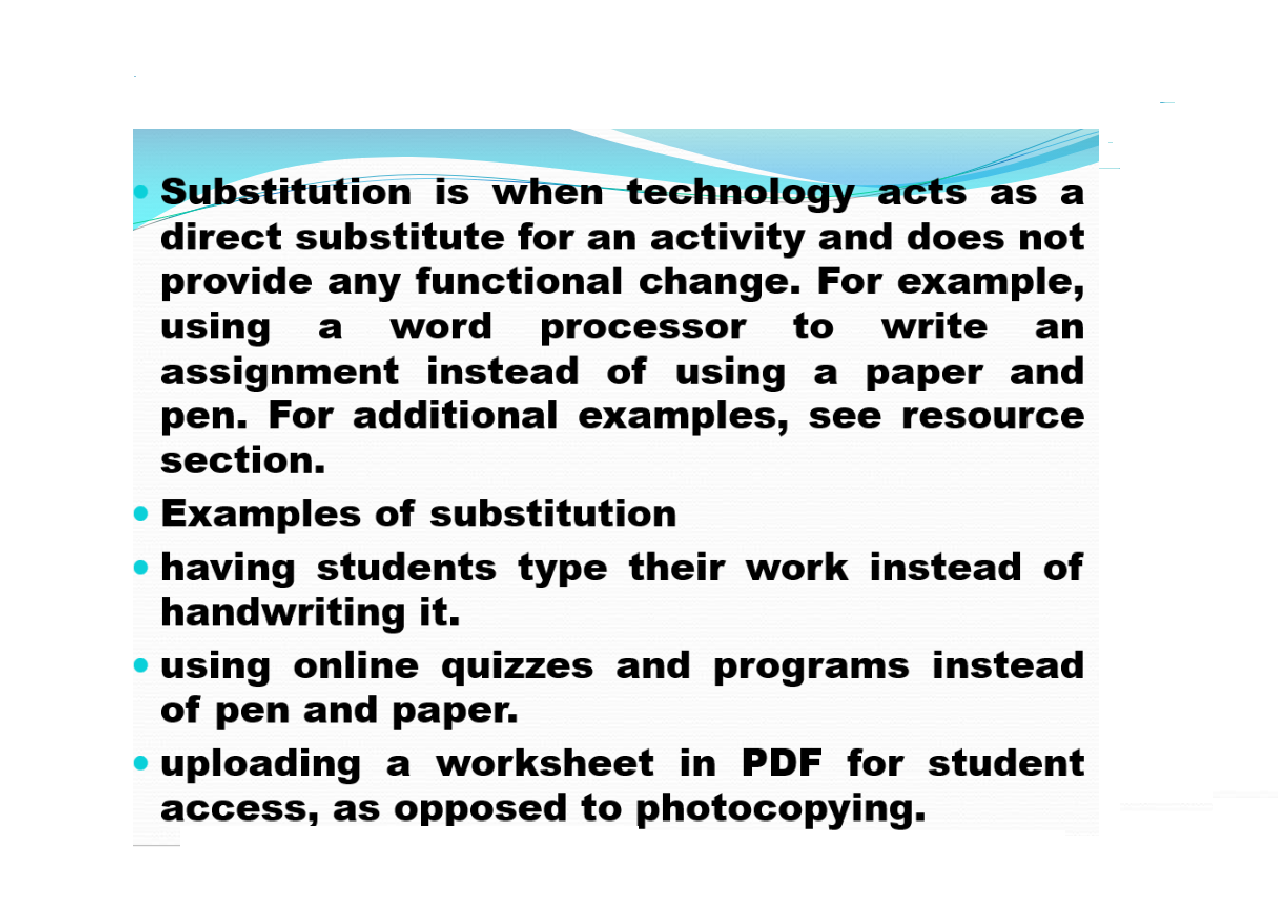 • Substitution is when technology acts as a
direct substitute for an activity and does not
provide any functional change. For example,
using a word processor to write an
assignment instead of using a paper and
pen. For additional examples, see resource
section.
• Examples of substitution
• having students type their work instead of
handwriting it.
• using online quizzes and programs instead
of pen and paper.
• uploading a worksheet in PDF for student
access, as opposed to photocopying.